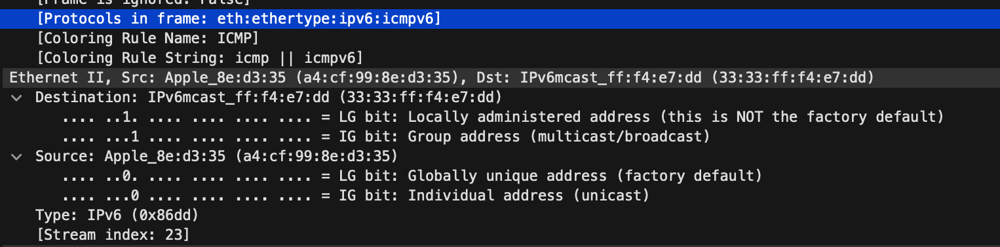 [Frame is ignored: False]
[Protocols in frame: eth:ethertype:ipv6:icmpv6]
[Coloring Rule Name: ICMP]
[Coloring Rule String: icmp || icmpv6]
Ethernet II, Src: Apple_8e:d3:35 (a4:cf:99:8e:d3:35), Dst: IPv6mcast_ff:f4:e7:dd (33:33:ff:f4:e7:dd)
Destination: IPv6mcast_ff:f4:e7:dd (33:33:ff:f4:e7:dd)
.... ..1. .... .... .... .... = LG bit: Locally administered address (this is NOT the factory default)
.... ...1 .... .... .... .... = IG bit: Group address (multicast/broadcast)
Source: Apple_8e:d3:35 (a4:cf:99:8e:d3:35)
.... ..0. .... .... .... .... = LG bit: Globally unique address (factory default)
.... ...0 .... .... .... .... = IG bit: Individual address (unicast)
Type: IPv6 (0x86dd)
[Stream index: 23]